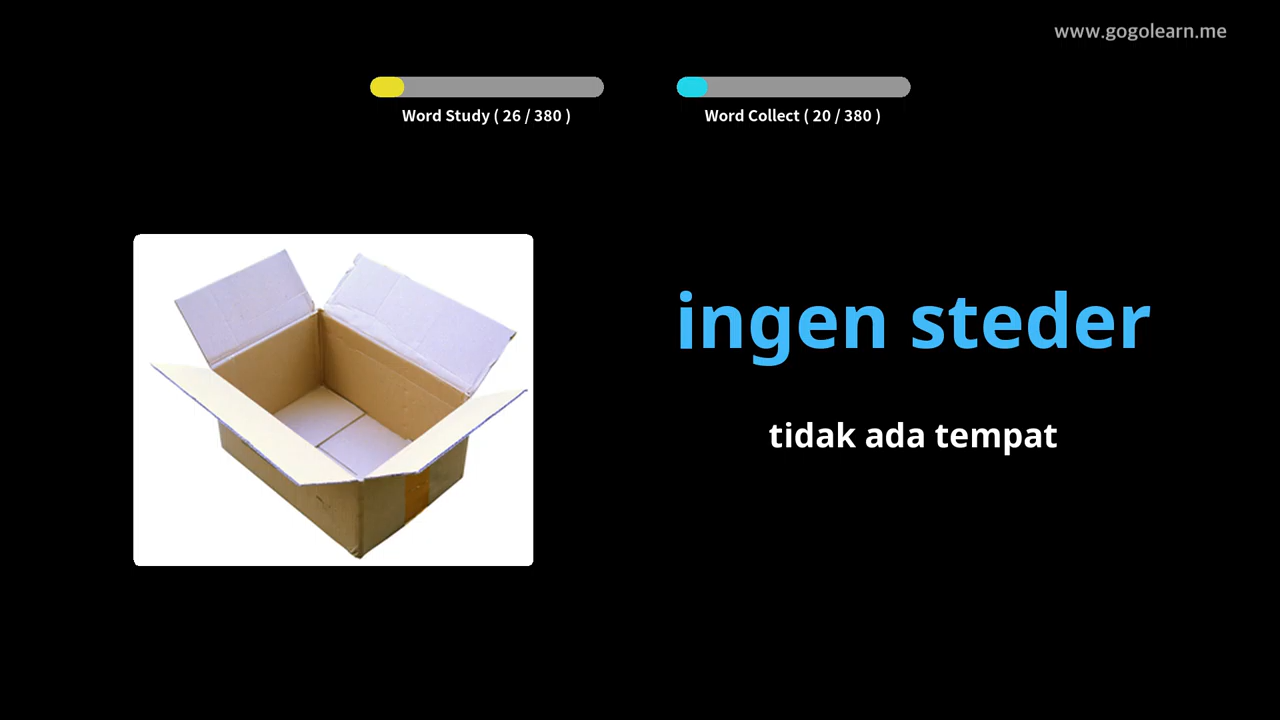 www.gogolearn.me
Word Study ( 26 / 380 )
Word Collect ( 20 / 380 )
ingen steder
tidak ada tempat